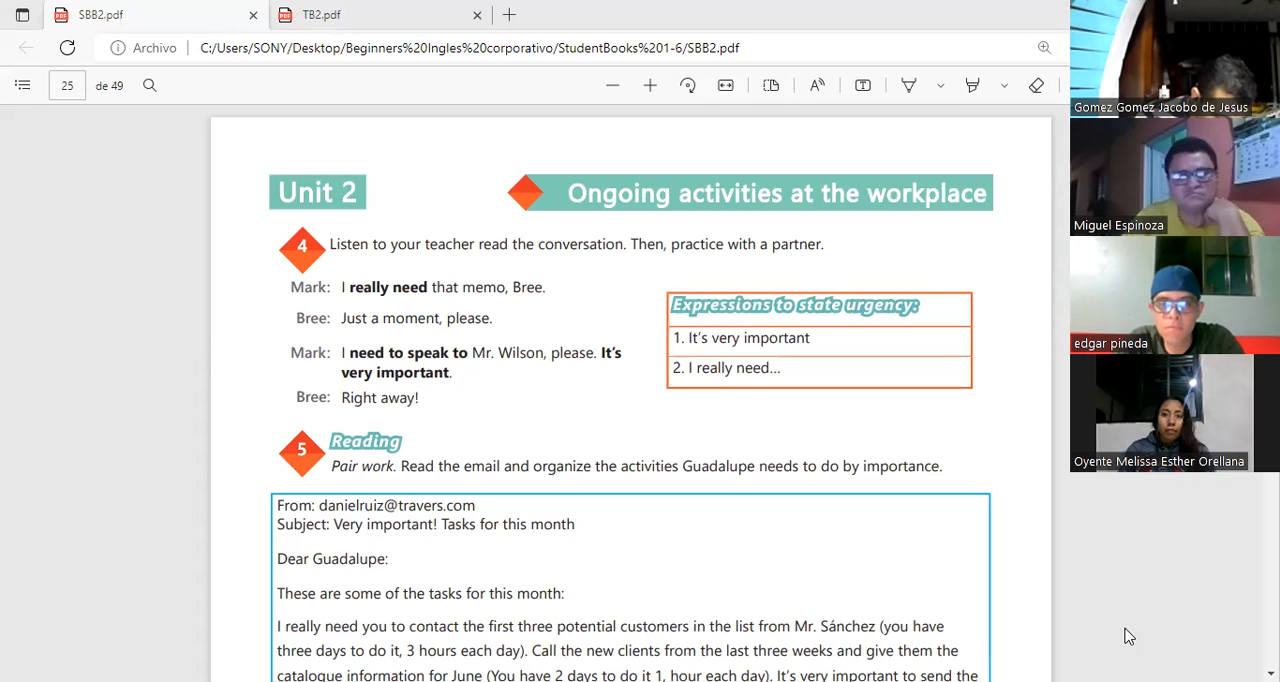 SBB2.pdf
TB2.pdf
Archivo
C:/Users/SONY/Desktop/Beginners%20Ingles%20corporativo/StudentBooks%201-6/SBB2.pdf
25
de 49
Unit 2
Ongoing activities at the workplace
4
Listen to your teacher read the conversation. Then, practice with a partner.
Mark: I really need that memo, Bree.
Bree: Just a moment, please.
Mark: I need to speak to Mr. Wilson, please. It's
very important.
Bree: Right away!
Expressions to state urgency:
1. It's very important
2. I really need...
5
Reading
Pair work. Read the email and organize the activities Guadalupe needs to do by importance.
From: danielruiz@travers.com
Subject: Very important! Tasks for this month
Dear Guadalupe:
These are some of the tasks for this month:
I really need you to contact the first three potential customers in the list from Mr. Sánchez (you have
three days to do it, 3 hours each day). Call the new clients from the last three weeks and give them the
catalogue information for June (You have 2 days to do it 1, hour each day). It's very important to send the
Gomez Gomez Jacobo de Jesus
Miguel Espinoza
edgar pineda
Oyente Melissa Esther Orellana